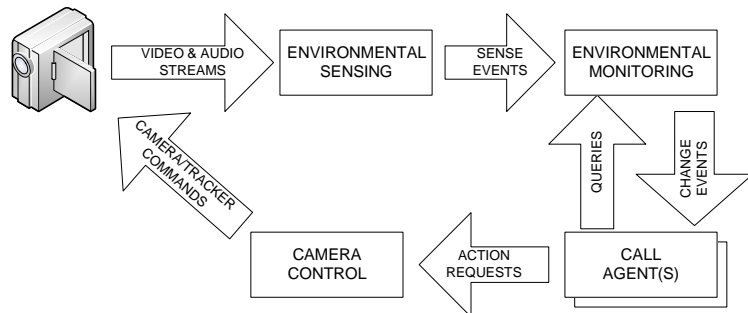 VIDEO & AUDIO
STREAMS
ENVIRONMENTAL
SENSING
SENSE
EVENTS
ENVIRONMENTAL
MONITORING
CAMERA/TRACKER
COMMANDS
QUERIES
CHANGE
EVENTS
CAMERA
CONTROL
ACTION
REQUESTS
CALL
AGENT(S)